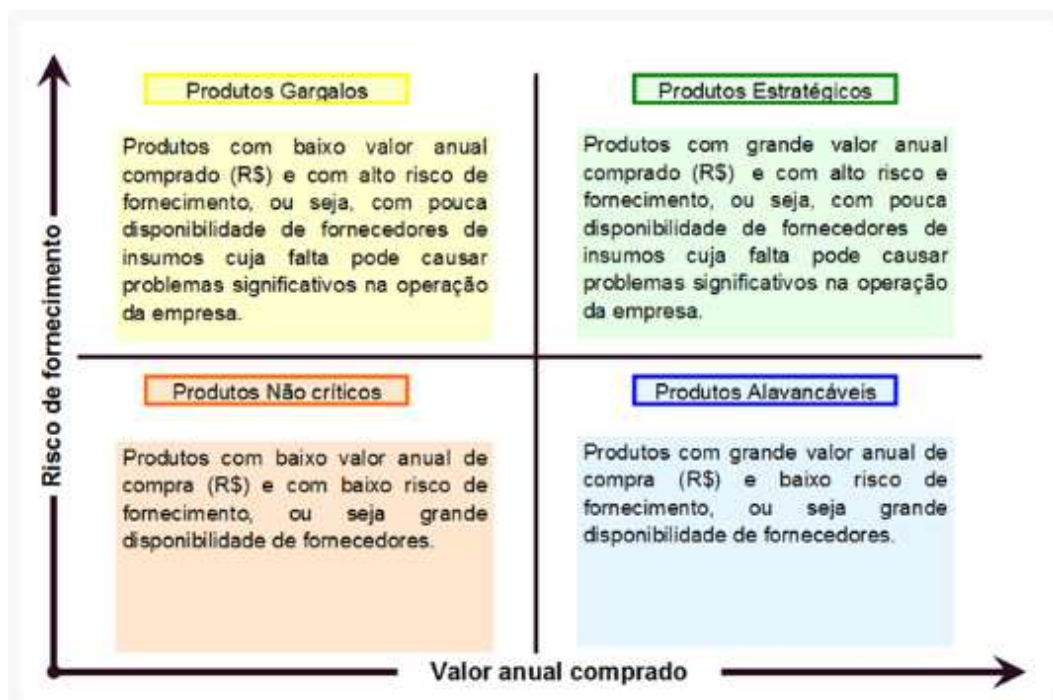 Produtos Gargalos
Produtos com baixo valor anual
comprado (R$) e com alto risco de
fornecimento, ou seja, com pouca
disponibilidade de fornecedores de
insumos cuja falta pode causar
problemas significativos na operação
da empresa.
Produtos Estratégicos
Produtos com grande valor anual
comprado (R$) e com alto risco e
fornecimento, ou seja, com pouca
disponibilidade de fornecedores de
insumos cuja falta pode causar
problemas significativos na operação
da empresa.
Risco de fornecimento
Produtos Não críticos
Produtos com baixo valor anual de
compra (R$) e com baixo risco de
fornecimento, ou seja grande
disponibilidade de fornecedores.
Produtos Alavancáveis
Produtos com grande valor anual de
compra (R$) e baixo risco de
fornecimento, ou seja grande
disponibilidade de fornecedores.
Valor anual comprado